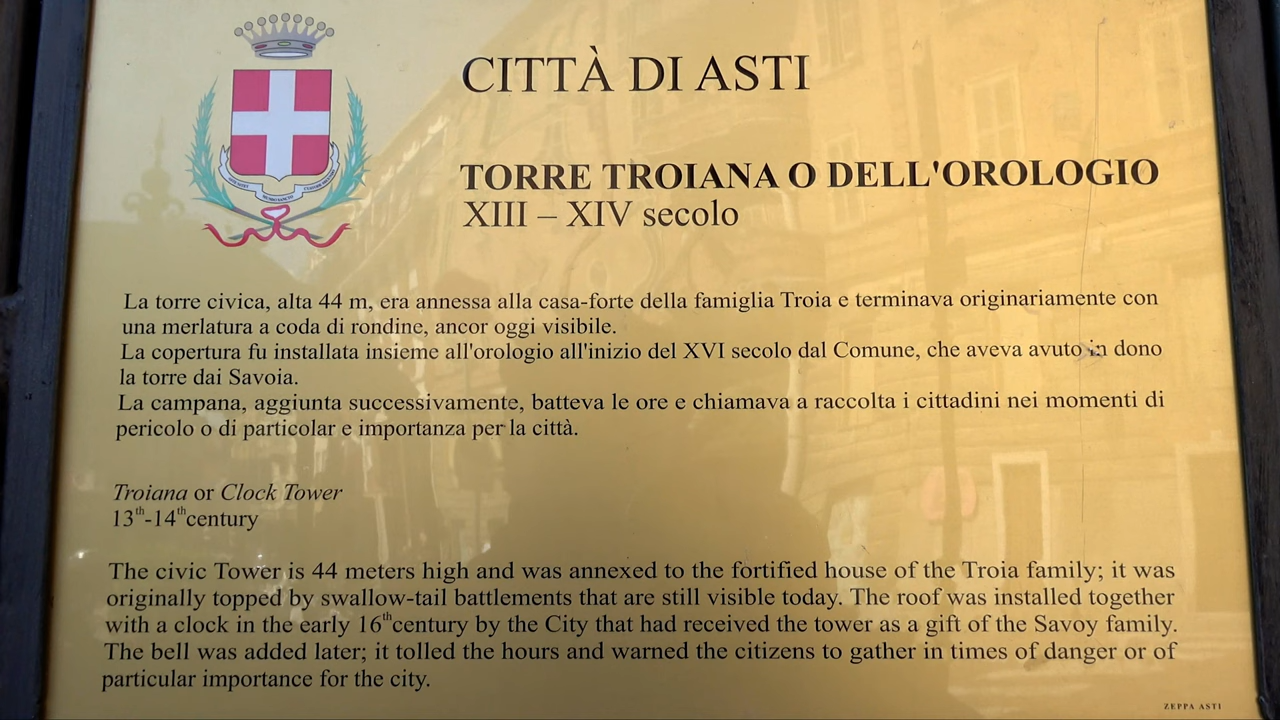 CITTÀ DI ASTI
TORRE TROIANA O DELL'OROLOGIO
XIII – XIV secolo
La torre civica, alta 44 m, era annessa alla casa-forte della famiglia Troia e terminava originariamente con
una merlatura a coda di rondine, ancor oggi visibile.
La copertura fu installata insieme all'orologio all'inizio del XVI secolo dal Comune, che aveva avuto in dono
la torre dai Savoia.
La campana, aggiunta successivamente, batteva le ore e chiamava a raccolta i cittadini nei momenti di
pericolo o di particolar e importanza per la città.
Troiana or Clock Tower
13th-14thcentury
The civic Tower is 44 meters high and was annexed to the fortified house of the Troia family; it was
originally topped by swallow-tail battlements that are still visible today. The roof was installed together
with a clock in the early 16thcentury by the City that had received the tower as a gift of the Savoy family.
The bell was added later; it tolled the hours and warned the citizens to gather in times of danger or of
particular importance for the city.
ZEPPA ASTI